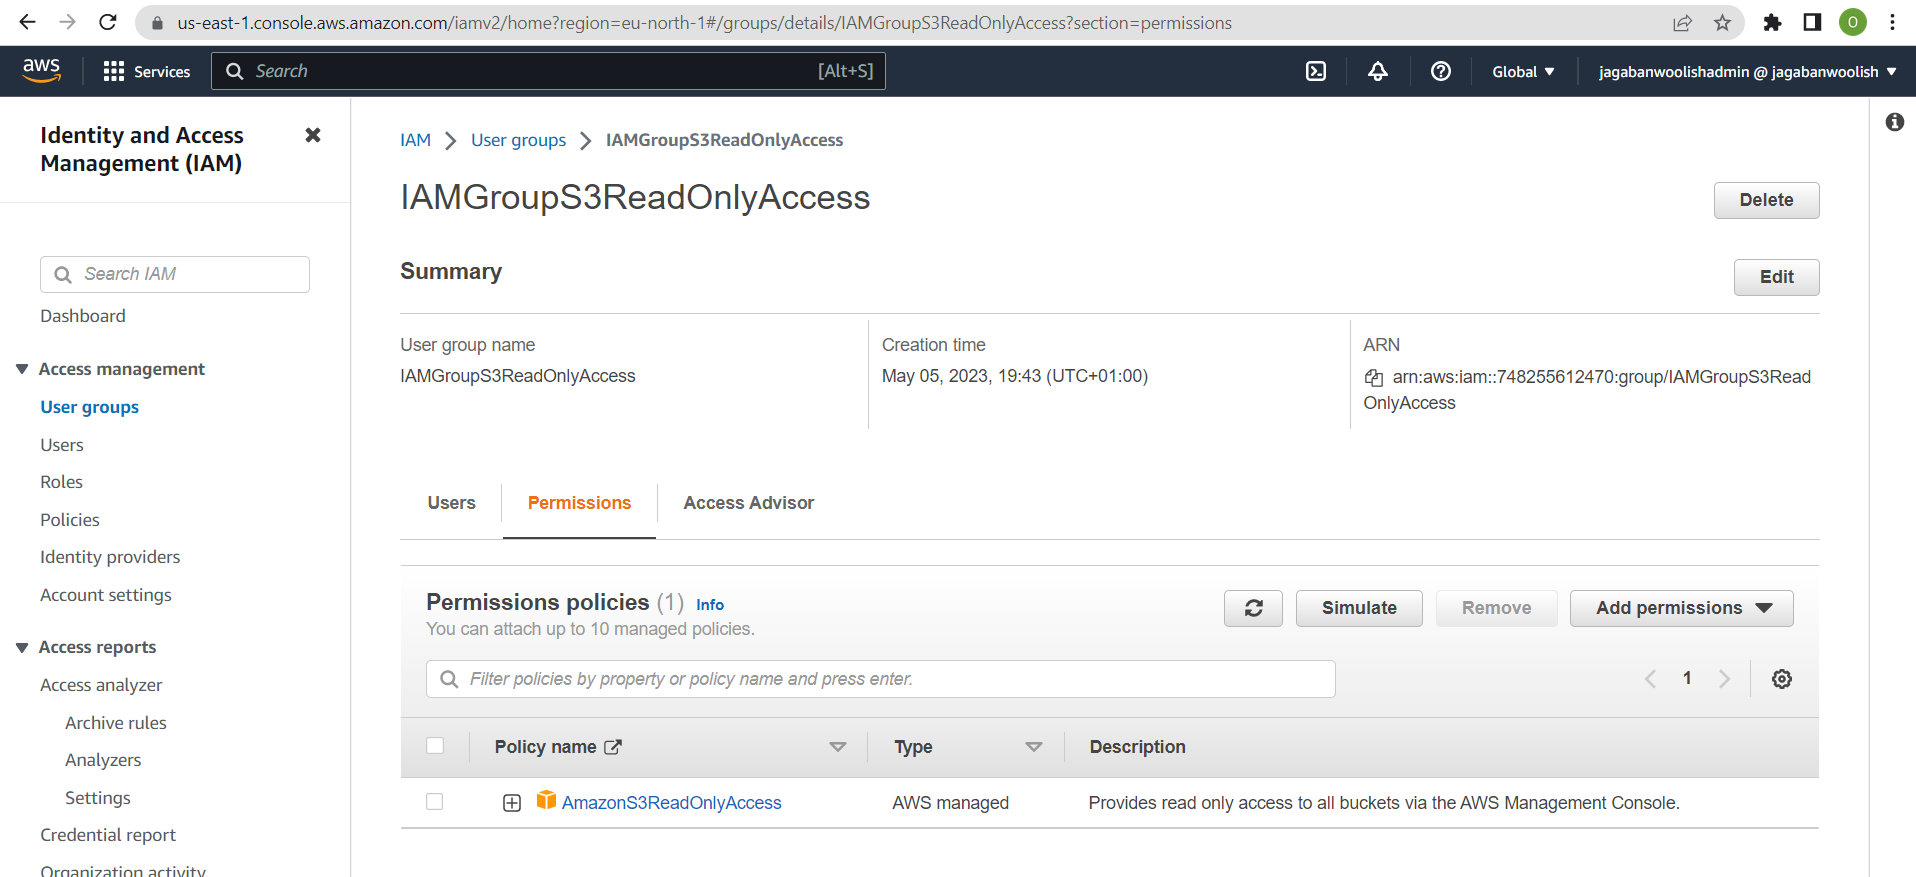 us-east-1.console.aws.amazon.com/iamv2/home?region=eu-north-1#/groups/details/IAMGroupS3ReadOnlyAccess?section=permissions
O
aws
Services
Search
[Alt+S]
Global
jagabanwoolishadmin @ jagabanwoolish
Identity and Access
Management (IAM)
Search IAM
Dashboard
Access management
User groups
Users
Roles
Policies
Identity providers
Account settings
Access reports
Access analyzer
Archive rules
Analyzers
Settings
Credential report
Organization activity
IAM
User groups
IAMGroupS3ReadOnlyAccess
IAMGroupS3ReadOnlyAccess
Delete
Summary
Edit
User group name
IAMGroupS3ReadOnlyAccess
Creation time
May 05, 2023, 19:43 (UTC+01:00)
ARN
arn:aws:iam::748255612470:group/IAMGroupS3Read
OnlyAccess
Users
Permissions
Access Advisor
Permissions policies (1) Info
You can attach up to 10 managed policies.
Simulate
Remove
Add permissions
Filter policies by property or policy name and press enter.
1
Policy name
Type
Description
AmazonS3ReadOnlyAccess
AWS managed
Provides read only access to all buckets via the AWS Management Console.